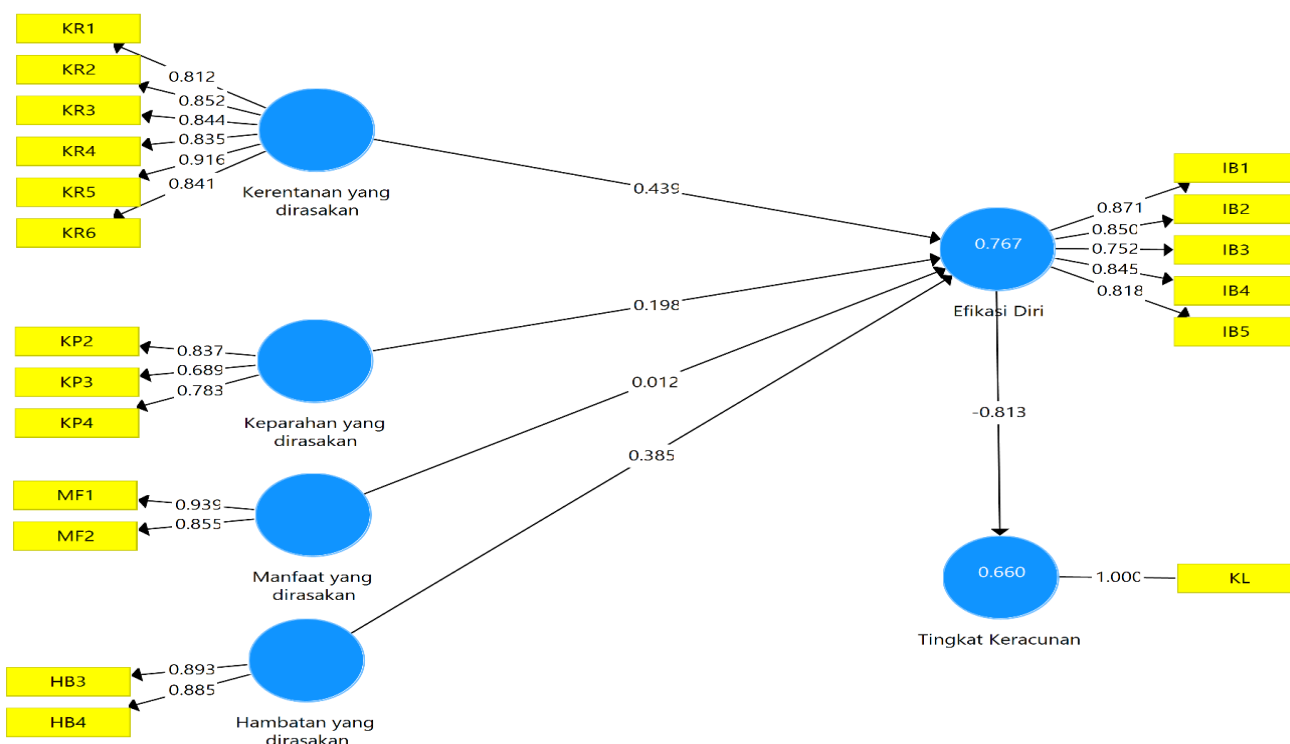 KR1
KR2
KR3
KR4
KR5
KR6
0.812
0.852
0.844
0.835
0.916
0.841
Kerentanan yang
dirasakan
0.439
KP2
KP3
KP4
0.837
0.689
0.783
Keparahan yang
dirasakan
0.198
MF1
MF2
0.939
0.855
Manfaat yang
dirasakan
0.012
HB3
HB4
0.893
0.885
Hambatan yang
dirasakan
0.385
0.767
Efikasi Diri
0.871
0.850
0.752
0.845
0.818
IB1
IB2
IB3
IB4
IB5
-0.813
0.660
Tingkat Keracunan
1.000
KL